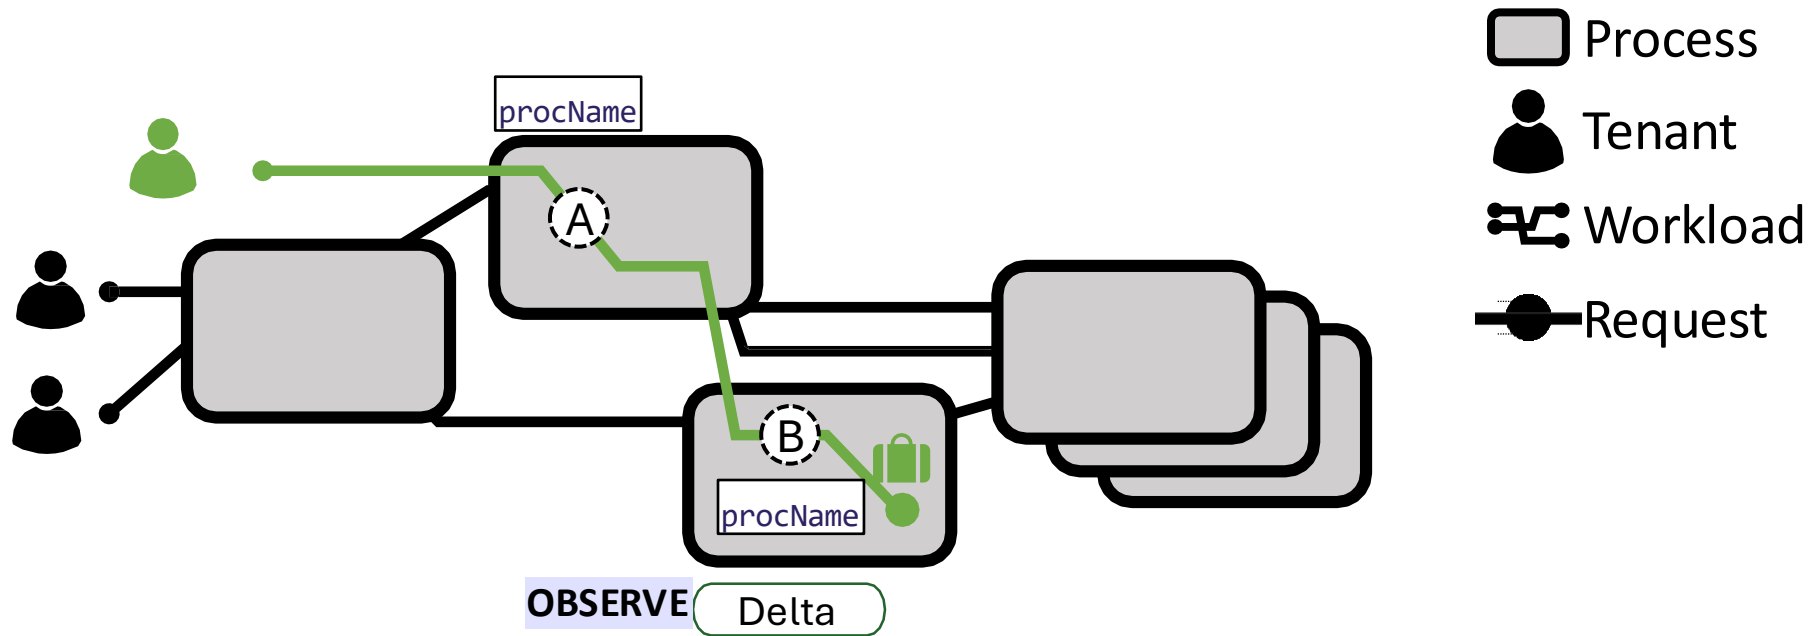 procName
A
B
procName
OBSERVE Delta
Process
Tenant
Workload
Request